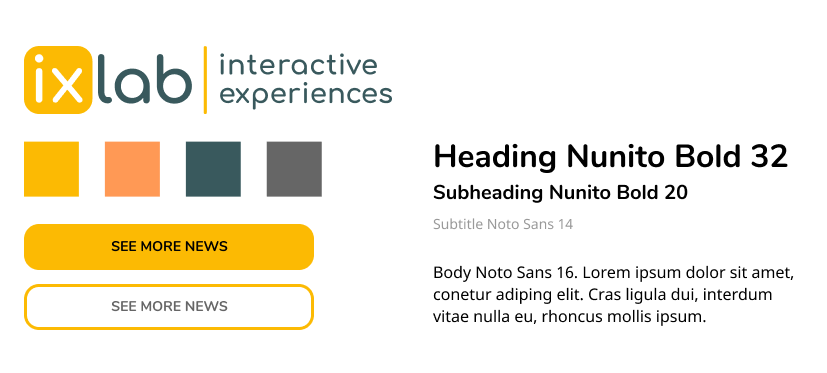 ixlab
interactive
experiences
SEE MORE NEWS
SEE MORE NEWS
Heading Nunito Bold 32
Subheading Nunito Bold 20
Subtitle Noto Sans 14
Body Noto Sans 16. Lorem ipsum dolor sit amet,
conetur adiping elit. Cras ligula dui, interdum
vitae nulla eu, rhoncus mollis ipsum.